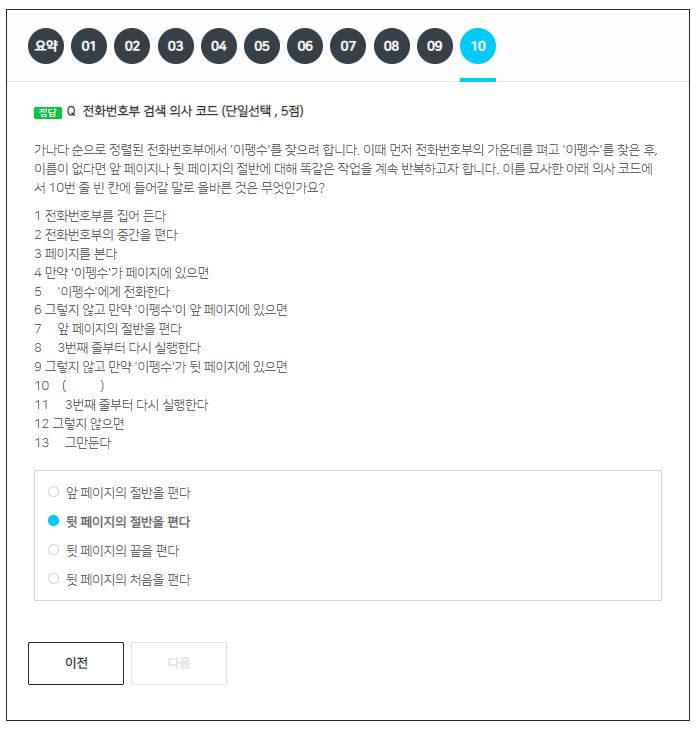 요약 01 02 03 04 05 06 07 08 09 10
정답 Q 전화번호부 검색 의사 코드 (단일선택 , 5점)
가나다 순으로 정렬된 전화번호부에서 '이펭수'를 찾으려 합니다. 이때 먼저 전화번호부의 가운데를 펴고 '이펭수'를 찾은 후,
이름이 없다면 앞 페이지나 뒷 페이지의 절반에 대해 똑같은 작업을 계속 반복하고자 합니다. 이를 묘사한 아래 의사 코드에
서 10번 줄 빈 칸에 들어갈 말로 올바른 것은 무엇인가요?
1 전화번호부를 집어 든다
2 전화번호부의 중간을 편다
3 페이지를 본다
4 만약 '이펭수'가 페이지에 있으면
5 '이펭수'에게 전화한다
6 그렇지 않고 만약 '이펭수'이 앞 페이지에 있으면
7 앞 페이지의 절반을 편다
8 3번째 줄부터 다시 실행한다
9 그렇지 않고 만약 '이펭수'가 뒷 페이지에 있으면
10 ( )
11 3번째 줄부터 다시 실행한다
12 그렇지 않으면
13 그만둔다
앞 페이지의 절반을 편다
뒷 페이지의 절반을 편다
뒷 페이지의 끝을 편다
뒷 페이지의 처음을 편다
이전 다음